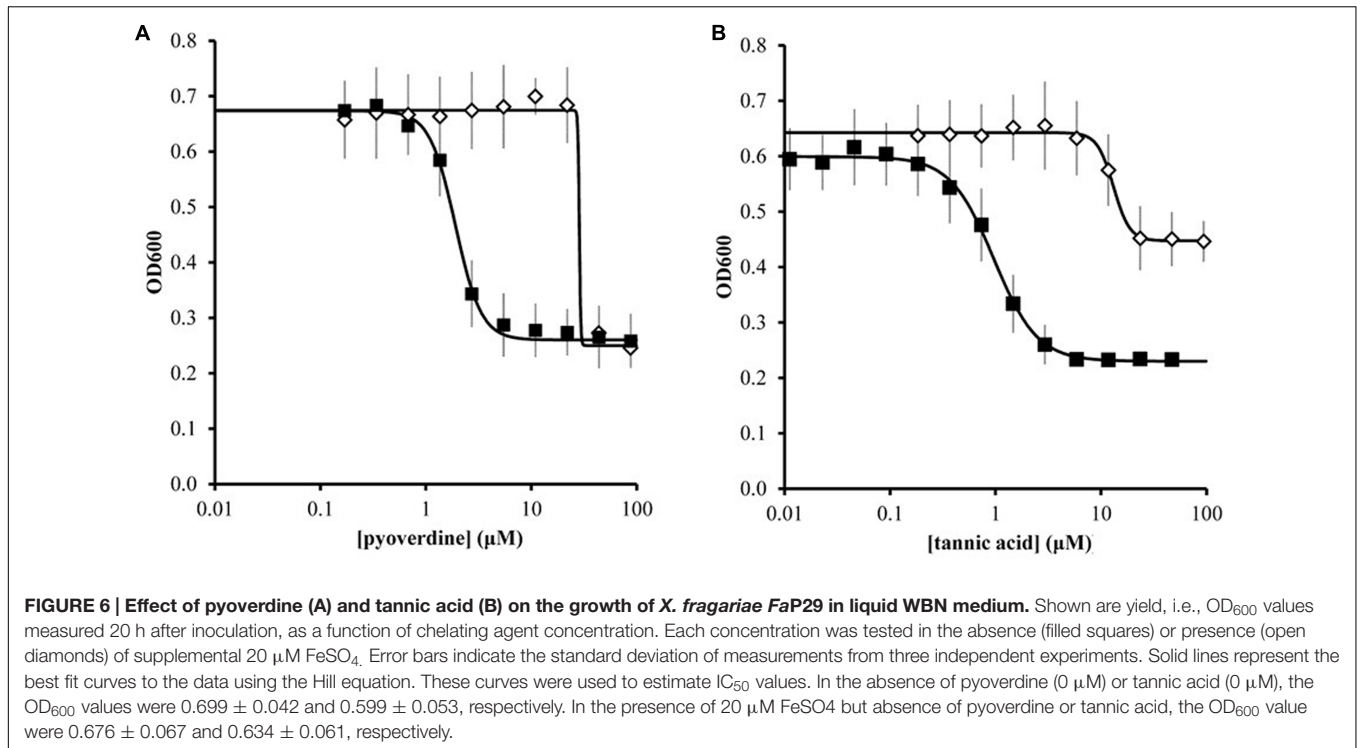 A
B
0.8
0.7
0.6
0.5
0.4
0.3
0.2
0.1
0.0
OD600
0.01
0.1
1
10
100
[pyoverdine] (µM)
0.8
0.7
0.6
0.5
0.4
0.3
0.2
0.1
0.0
OD600
0.01
0.1
1
10
100
[tannic acid] (µM)
FIGURE 6 | Effect of pyoverdine (A) and tannic acid (B) on the growth of X. fragariae FaP29 in liquid WBN medium. Shown are yield, i.e., OD600 values
measured 20 h after inoculation, as a function of chelating agent concentration. Each concentration was tested in the absence (filled squares) or presence (open
diamonds) of supplemental 20 µM FeSO4. Error bars indicate the standard deviation of measurements from three independent experiments. Solid lines represent the
best fit curves to the data using the Hill equation. These curves were used to estimate IC50 values. In the absence of pyoverdine (0 µM) or tannic acid (0 µM), the
OD600 values were 0.699 ± 0.042 and 0.599 ± 0.053, respectively. In the presence of 20 µM FeSO4 but absence of pyoverdine or tannic acid, the OD600 value
were 0.676 ± 0.067 and 0.634 ± 0.061, respectively.